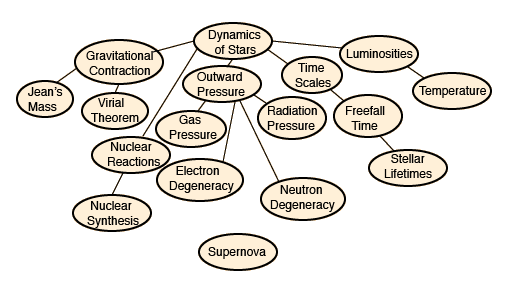 Dynamics
of Stars
Gravitational
Contraction
Luminosities
Outward
Pressure
Time
Scales
Jean's
Mass
Virial
Theorem
Temperature
Gas
Pressure
Radiation
Pressure
Freefall
Time
Nuclear
Reactions
Electron
Degeneracy
Stellar
Lifetimes
Nuclear
Synthesis
Neutron
Degeneracy
Supernova